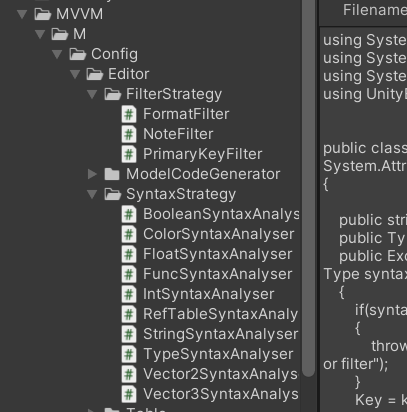 MVVM
M
Config
Editor
FilterStrategy
FormatFilter
NoteFilter
PrimaryKeyFilter
ModelCodeGenerator
SyntaxStrategy
BooleanSyntaxAnalys
ColorSyntaxAnalyser
FloatSyntaxAnalyser
FuncSyntaxAnalyser
IntSyntaxAnalyser
RefTableSyntaxAnaly
StringSyntaxAnalyser
TypeSyntaxAnalyser
Vector2SyntaxAnalys
Vector3SyntaxAnalys
Filename
using Syste
using Syste
using Syste
using UnityE
public class
System.Attr
{
public stri
public Ty
public Exc
Type syntax
{
if(synta
{
throw
or filter");
}
Key = k